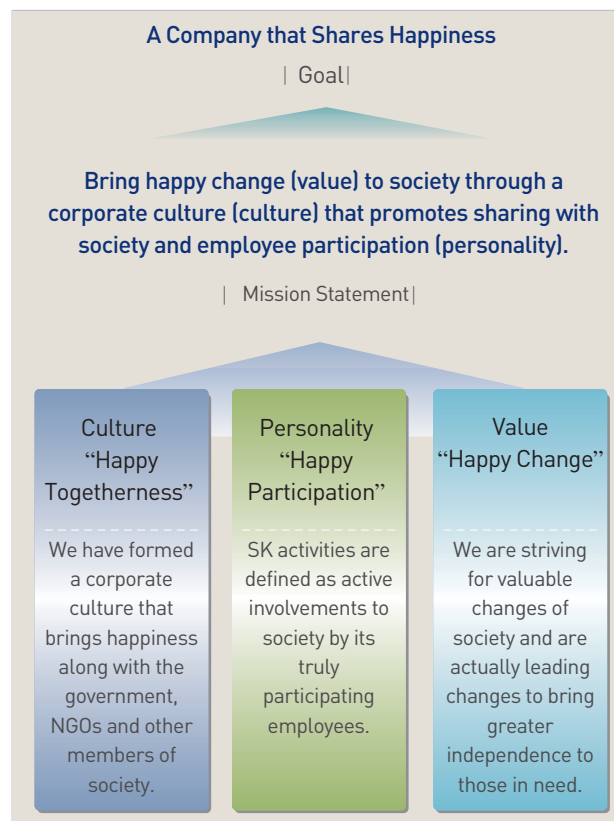 A Company that Shares Happiness
| Goal |
Bring happy change (value) to society through a
corporate culture (culture) that promotes sharing with
society and employee participation (personality).
| Mission Statement |
Culture
“Happy
Togetherness”
We have formed
a corporate
culture that
brings happiness
along with the
government,
NGOs and other
members of
society.
Personality
“Happy
Participation”
SK activities are
defined as active
involvements to
society by its
truly
participating
employees.
Value
“Happy Change”
We are striving
for valuable
changes of
society and are
actually leading
changes to bring
greater
independence to
those in need.